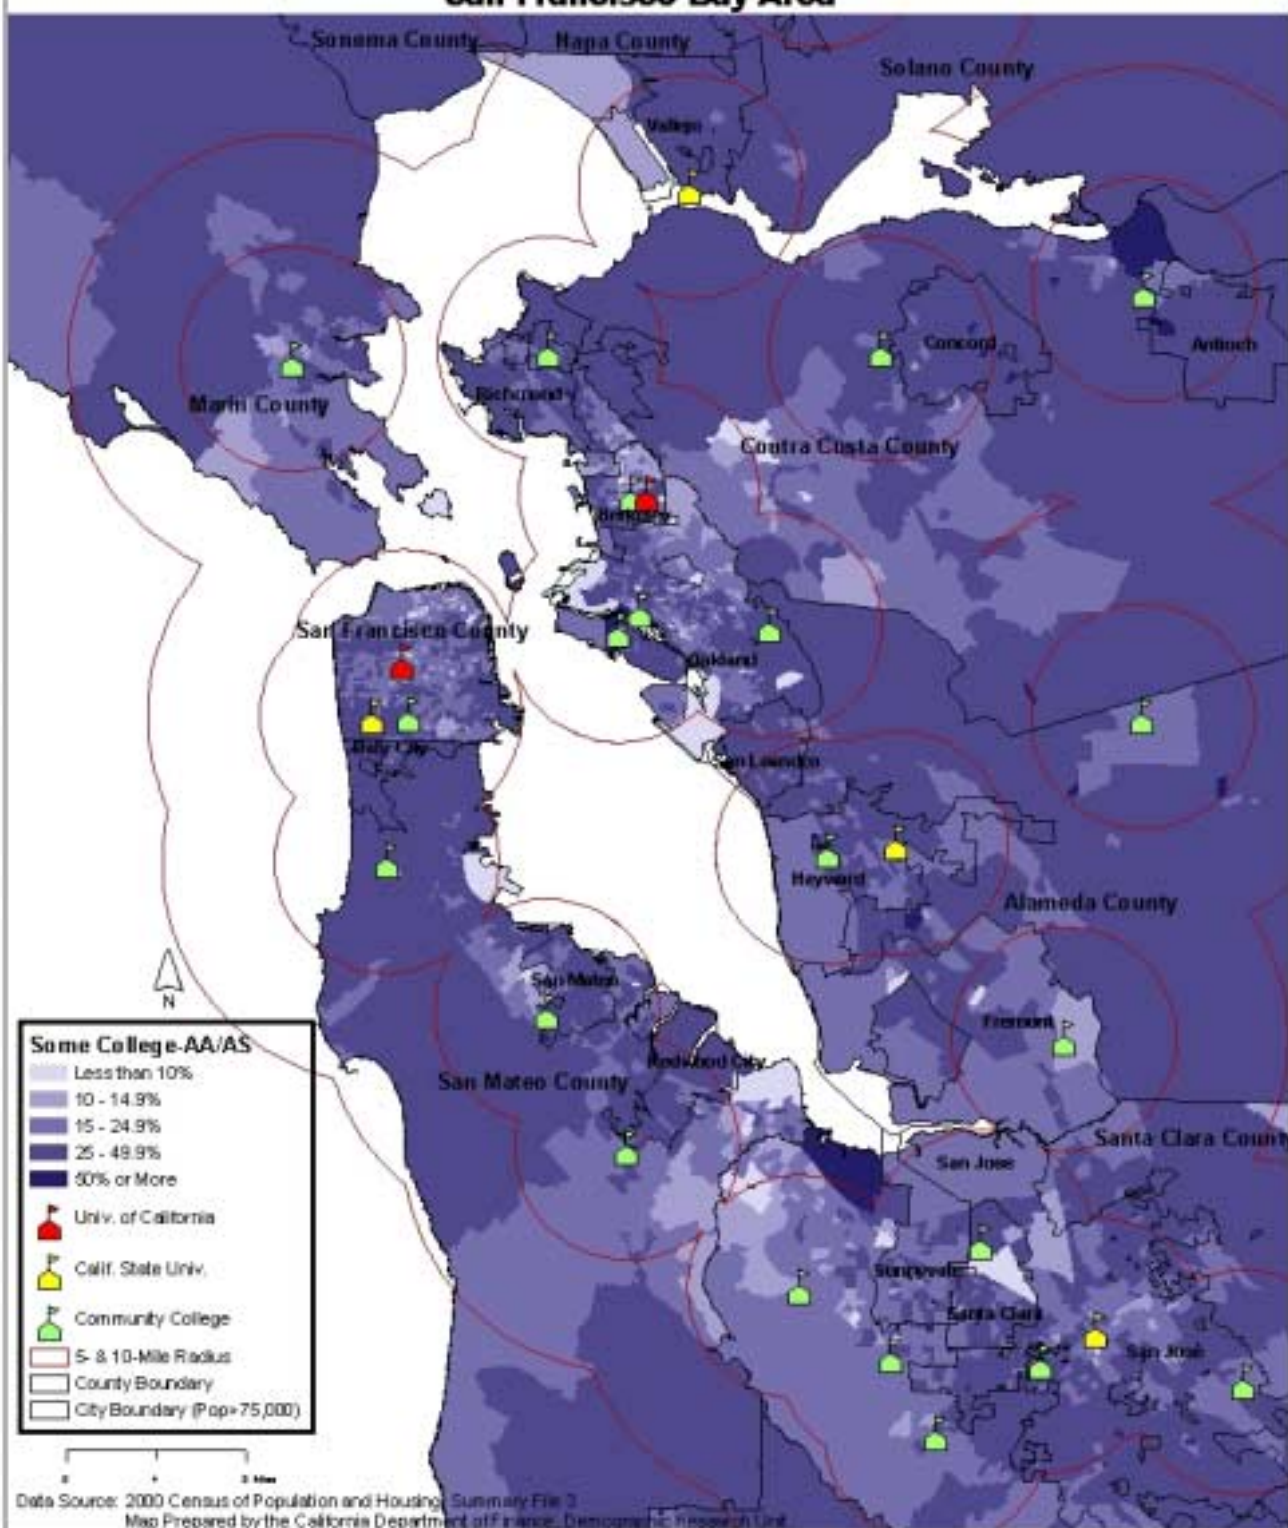 San Francisco Bay Area
Sonoma County
Napa County
Solano County
Vallejo
Concord
Antioch
Richmond
Marin County
Contra Costa County
Berkeley
San Francisco County
Oakland
Daly City
San Leandro
Hayward
Alameda County
San Mateo
Fremont
Redwood City
San Mateo County
Santa Clara County
San Jose
Sunnyvale
Santa Clara
San Jose
N
Some College-AA/AS
Less than 10%
10 - 14.9%
15 - 24.9%
25 - 49.9%
50% or More
Univ. of California
Calif. State Univ.
Community College
5- & 10-Mile Radius
County Boundary
City Boundary (Pop>75,000)
Miles
Data Source: 2000 Census of Population and Housing, Summary File 3
Map Prepared by the California Department of Finance, Demographic Research Unit